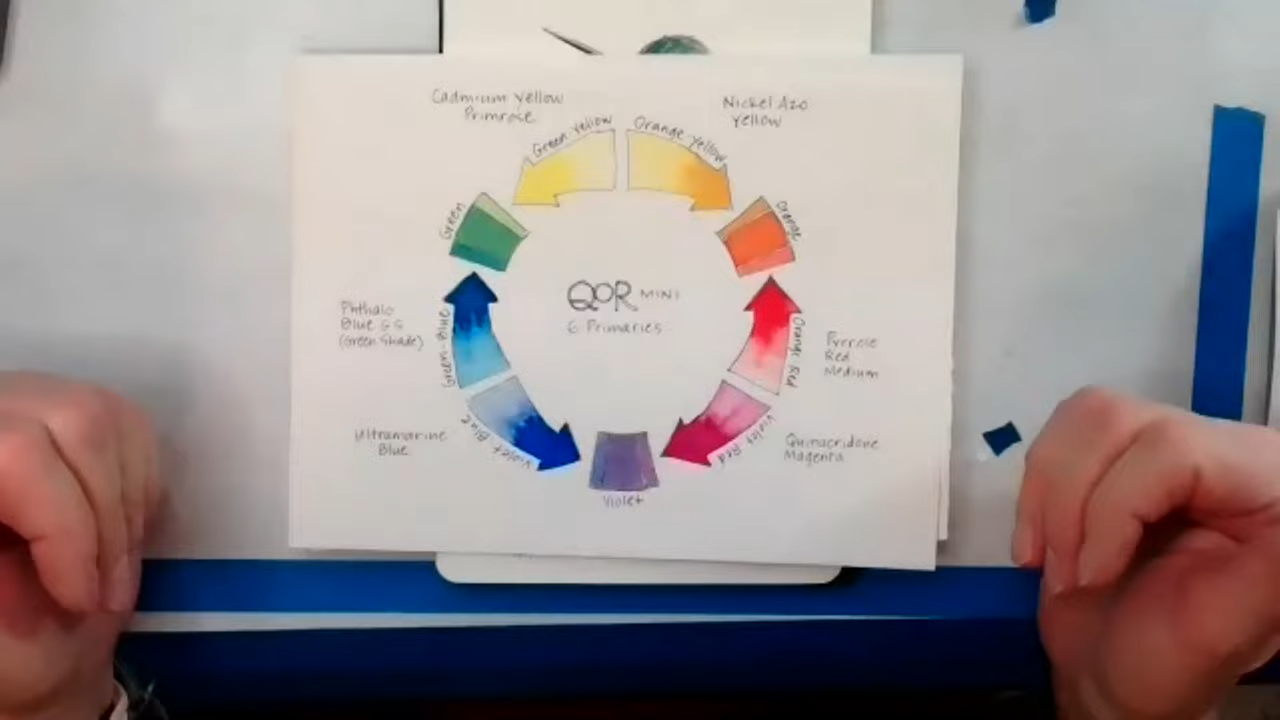 Cadmium Yellow
Primrose
Nickel Azo
Yellow
Green Yellow
Orange Yellow
Green
Orange
QOR MINI
6 Primaries
Phthalo
Blue GS
(Green Shade)
Green-Blue
Orange Red
Pyrrole
Red
Medium
Ultramarine
Blue
Violet Blue
Violet Red
Quinacridone
Magenta
Violet